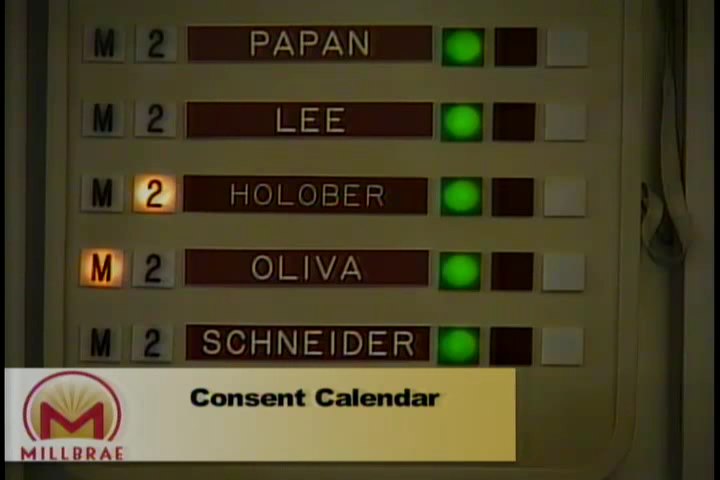 M 2 PAPAN
M 2 LEE
M 2 HOLOBER
M 2 OLIVA
M 2 SCHNEIDER
Consent Calendar
M
MILLBRAE